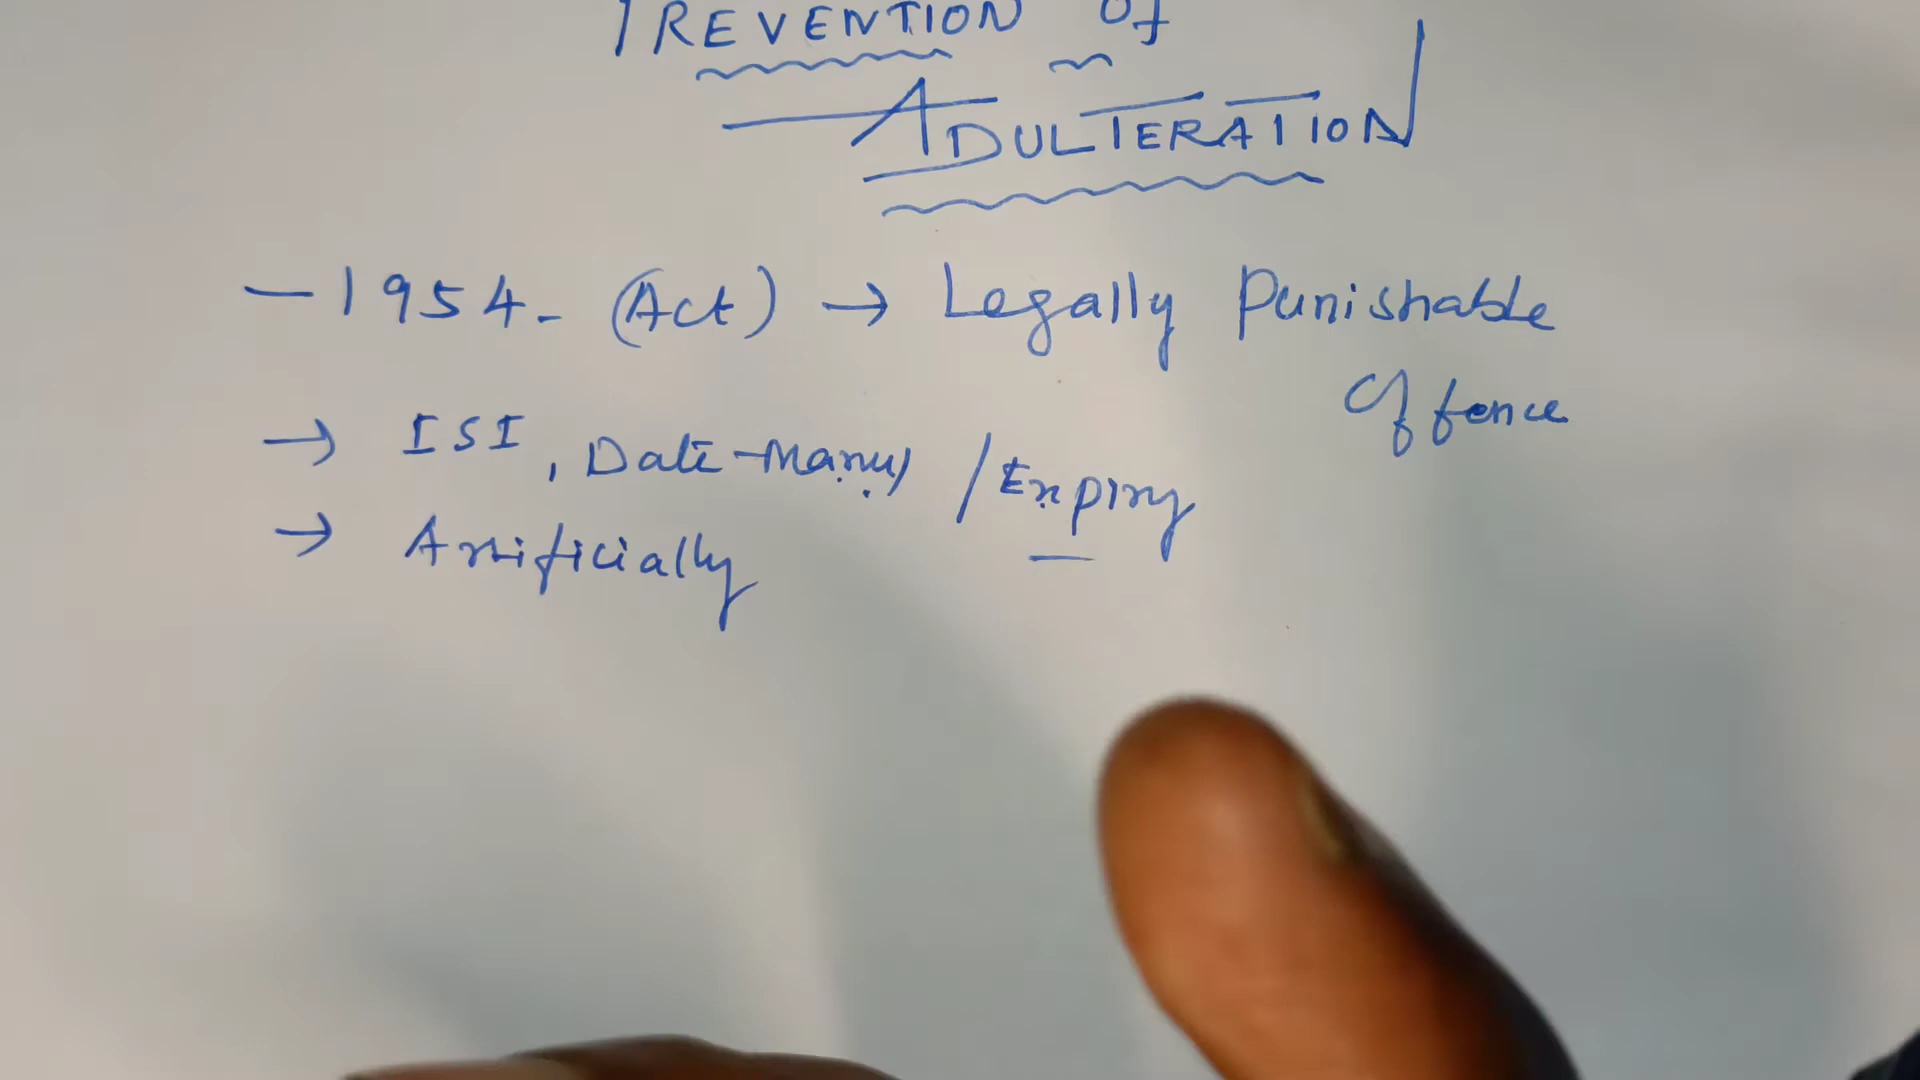 PREVENTION Of
ADULTERATION
- 1954 - (Act) → Legally Punishable
Offence
→ ISI, Date - Manuf / Expiry
→ Artificially